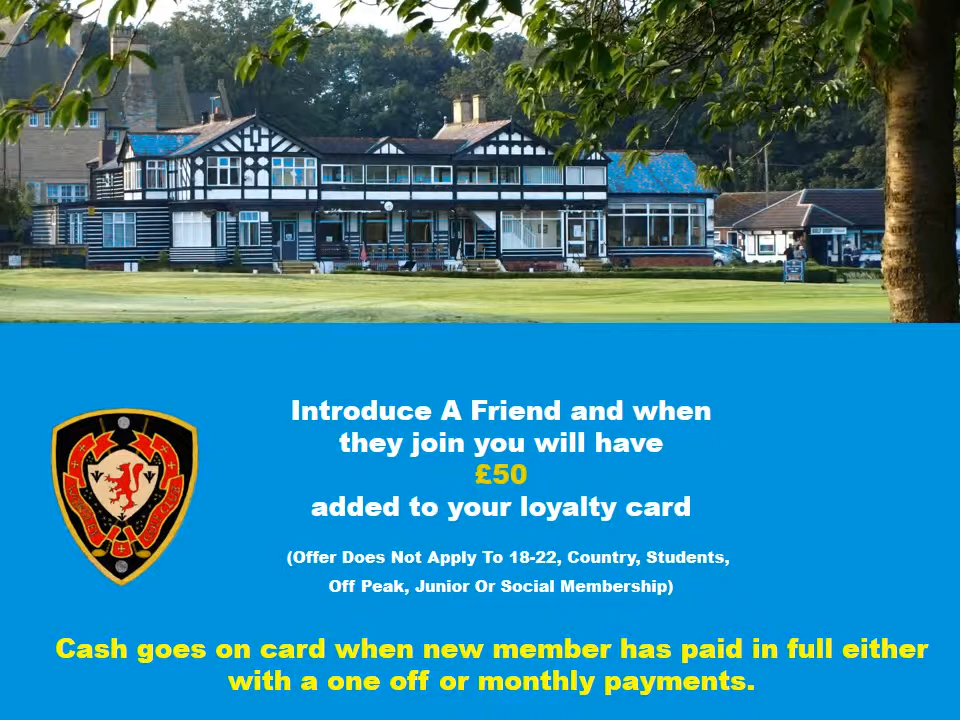 GOLF SHOP
Introduce A Friend and when
they join you will have
£50
added to your loyalty card
(Offer Does Not Apply To 18-22, Country, Students,
Off Peak, Junior Or Social Membership)
Cash goes on card when new member has paid in full either
with a one off or monthly payments.